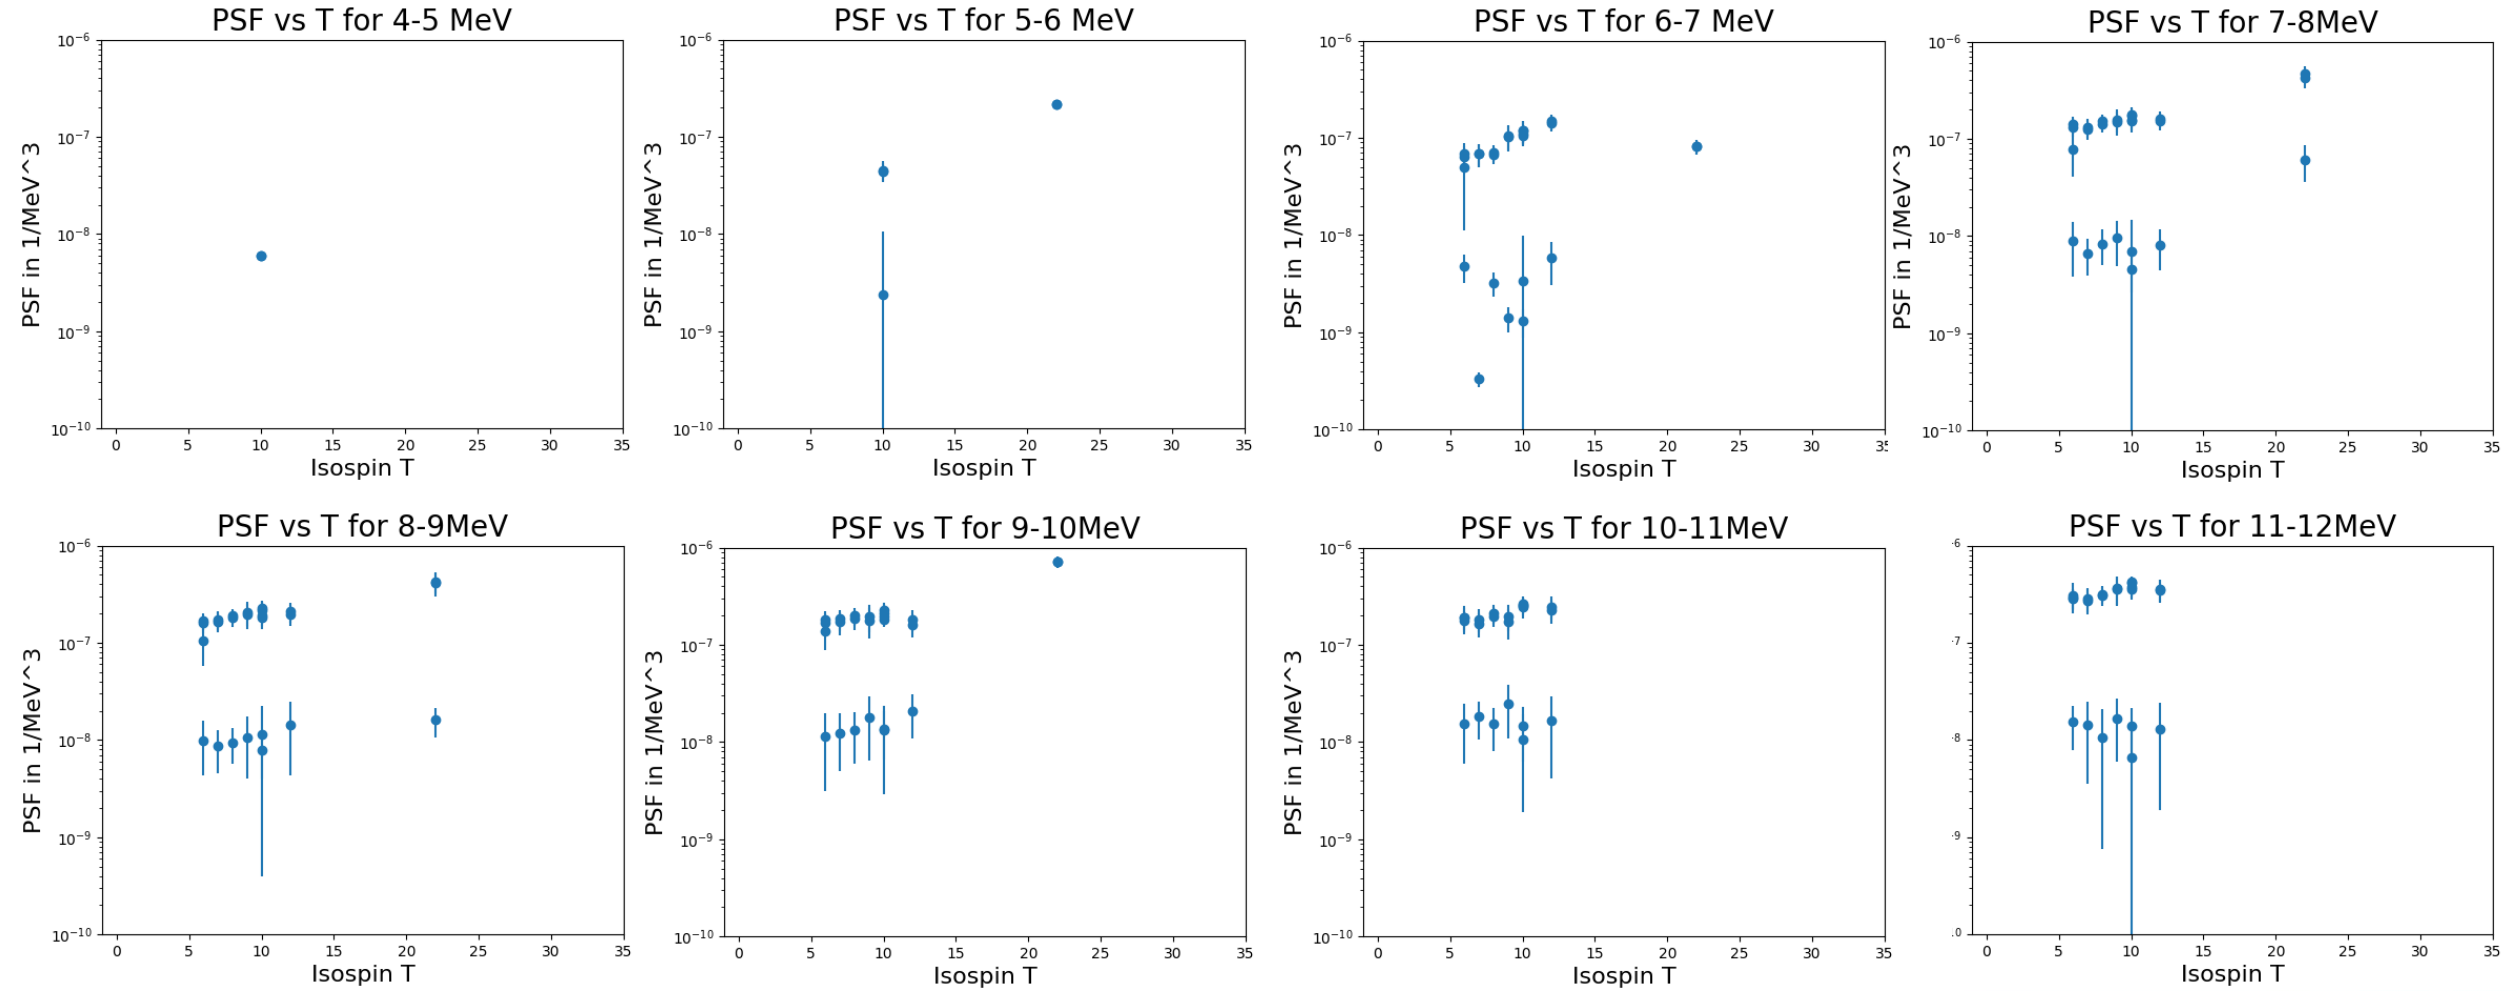 PSF vs T for 4-5 MeV
PSF in 1/MeV^3
10⁻⁶
10⁻⁷
10⁻⁸
10⁻⁹
10⁻¹⁰
0 5 10 15 20 25 30 35
Isospin T
PSF vs T for 5-6 MeV
PSF in 1/MeV^3
10⁻⁶
10⁻⁷
10⁻⁸
10⁻⁹
10⁻¹⁰
0 5 10 15 20 25 30 35
Isospin T
PSF vs T for 6-7 MeV
PSF in 1/MeV^3
10⁻⁶
10⁻⁷
10⁻⁸
10⁻⁹
10⁻¹⁰
0 5 10 15 20 25 30 35
Isospin T
PSF vs T for 7-8MeV
PSF in 1/MeV^3
10⁻⁶
10⁻⁷
10⁻⁸
10⁻⁹
10⁻¹⁰
0 5 10 15 20 25 30 35
Isospin T
PSF vs T for 8-9MeV
PSF in 1/MeV^3
10⁻⁶
10⁻⁷
10⁻⁸
10⁻⁹
10⁻¹⁰
0 5 10 15 20 25 30 35
Isospin T
PSF vs T for 9-10MeV
PSF in 1/MeV^3
10⁻⁶
10⁻⁷
10⁻⁸
10⁻⁹
10⁻¹⁰
0 5 10 15 20 25 30 35
Isospin T
PSF vs T for 10-11MeV
PSF in 1/MeV^3
10⁻⁶
10⁻⁷
10⁻⁸
10⁻⁹
10⁻¹⁰
0 5 10 15 20 25 30 35
Isospin T
PSF vs T for 11-12MeV
6
7
8
9
0
0 5 10 15 20 25 30 35
Isospin T